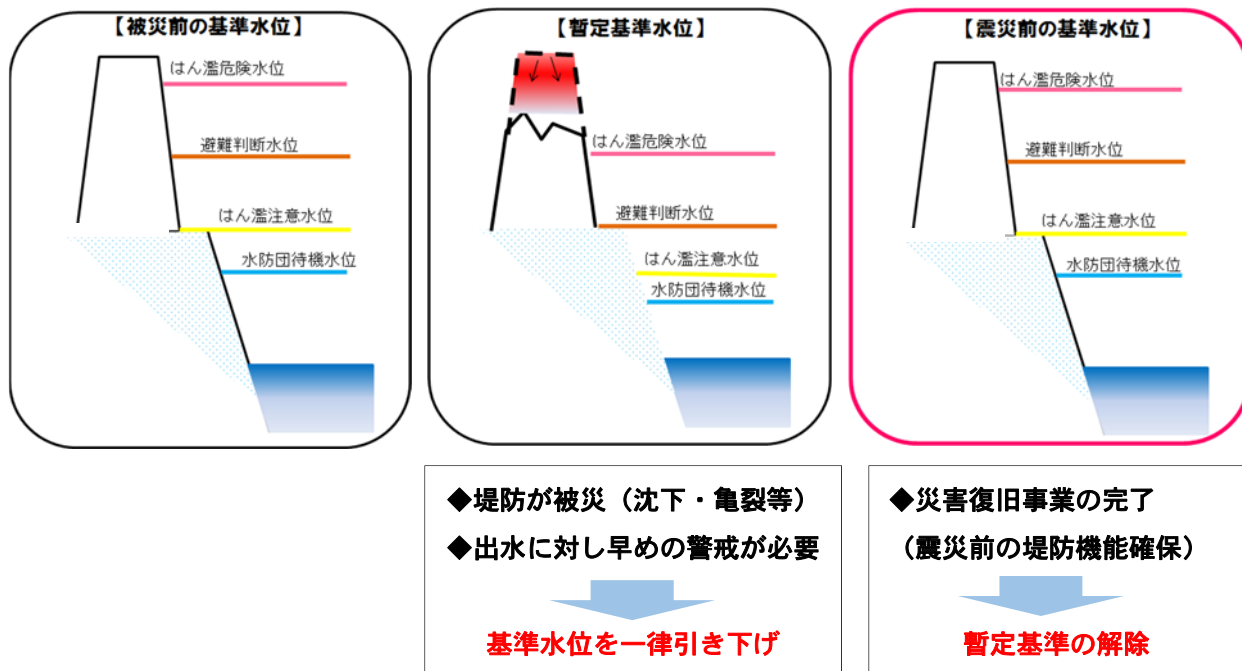 【被災前の基準水位】
はん濫危険水位
避難判断水位
はん濫注意水位
水防団待機水位
【暫定基準水位】
はん濫危険水位
避難判断水位
はん濫注意水位
水防団待機水位
◆堤防が被災（沈下・亀裂等）
◆出水に対し早めの警戒が必要
基準水位を一律引き下げ
【震災前の基準水位】
はん濫危険水位
避難判断水位
はん濫注意水位
水防団待機水位
◆災害復旧事業の完了
（震災前の堤防機能確保）
暫定基準の解除